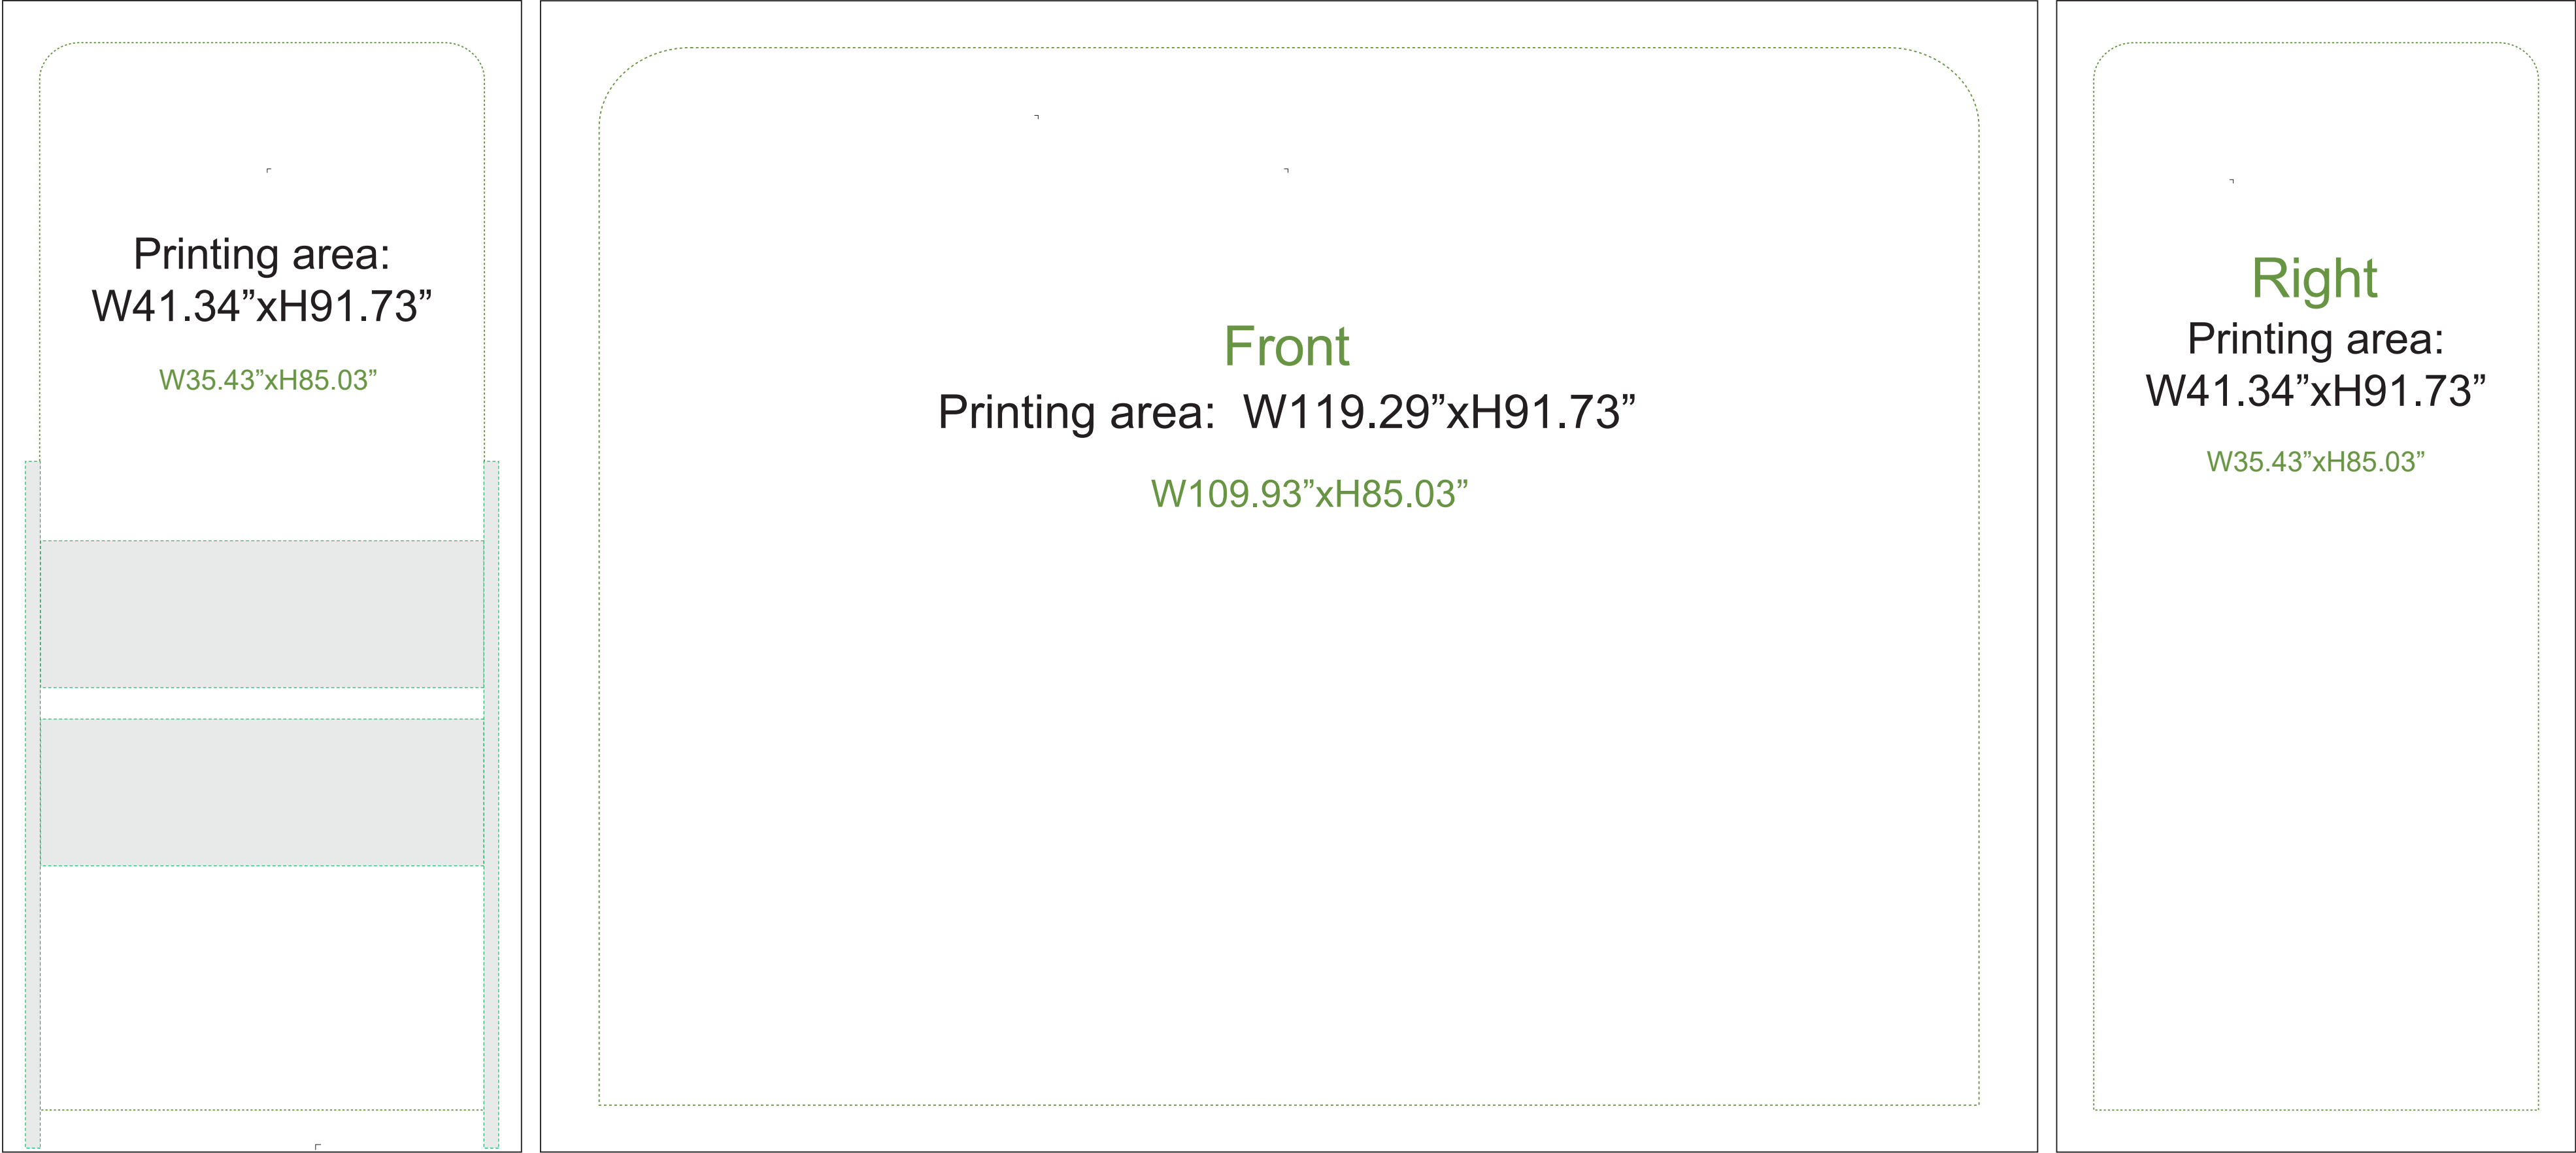 Printing area:
W41.34”xH91.73”
W35.43”xH85.03”
Front
Printing area:  W119.29”xH91.73”
W109.93”xH85.03”
Right
Printing area:
W41.34”xH91.73”
W35.43”xH85.03”